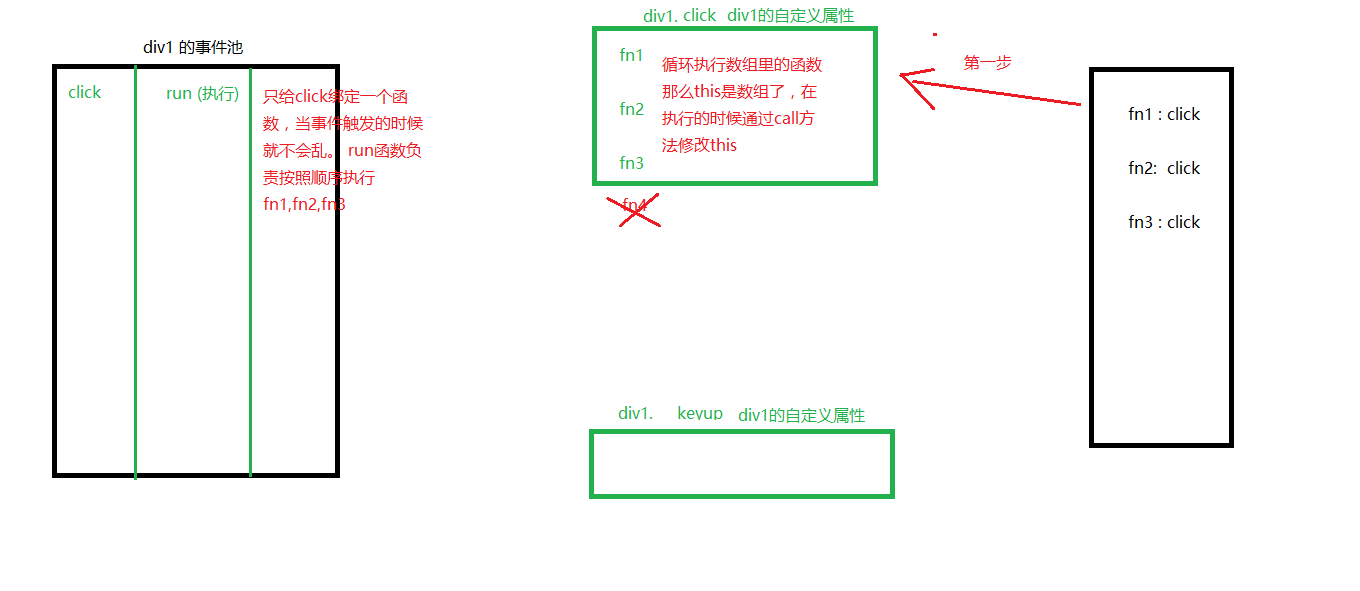 div1 的事件池
click
run (执行)
只给click绑定一个函
数，当事件触发的时候
就不会乱。 run函数负
责按照顺序执行
fn1,fn2,fn3
div1. click div1的自定义属性
fn1
fn2
fn3
循环执行数组里的函数
那么this是数组了，在
执行的时候通过call方
法修改this
fn4
div1. keyup div1的自定义属性
第一步
fn1 : click
fn2: click
fn3 : click